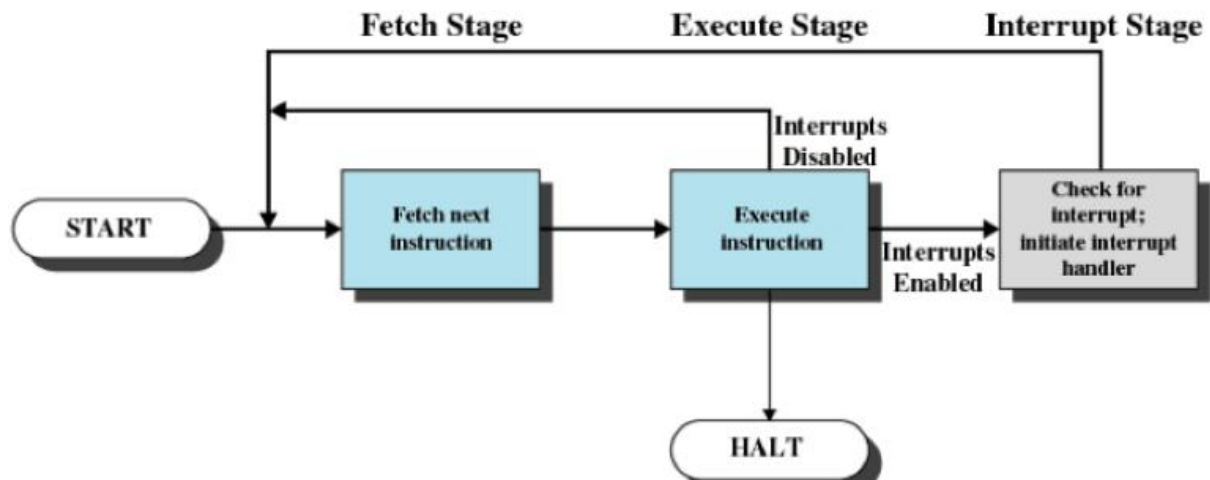 Fetch Stage
Execute Stage
Interrupt Stage
Interrupts
Disabled
START
Fetch next
instruction
Execute
instruction
Interrupts
Enabled
Check for
interrupt;
initiate interrupt
handler
HALT